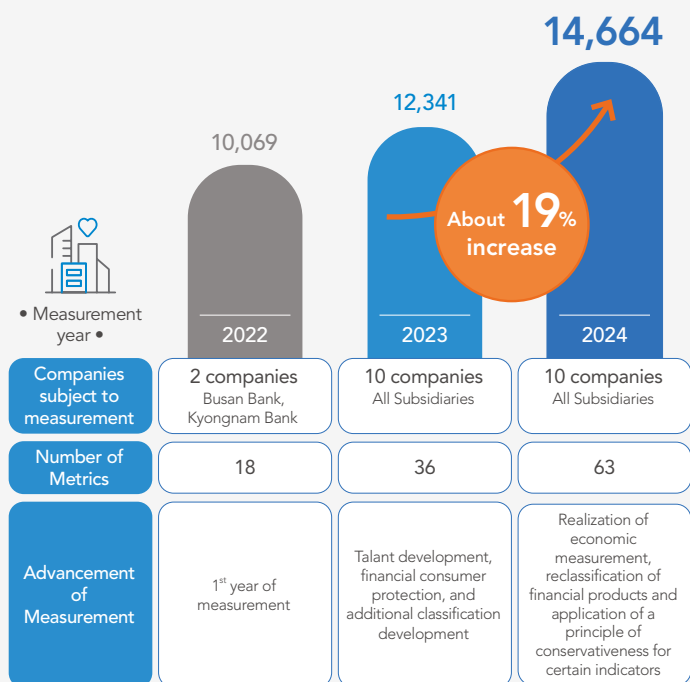 14,664
12,341
10,069
About 19%
increase
• Measurement
year •
2022
2023
2024
Companies
subject to
measurement
2 companies
Busan Bank,
Kyongnam Bank
10 companies
All Subsidiaries
10 companies
All Subsidiaries
Number of
Metrics
18
36
63
Advancement
of
Measurement
1st year of
measurement
Talant development,
financial consumer
protection, and
additional classification
development
Realization of
economic
measurement,
reclassification of
financial products and
application of a
principle of
conservativeness for
certain indicators